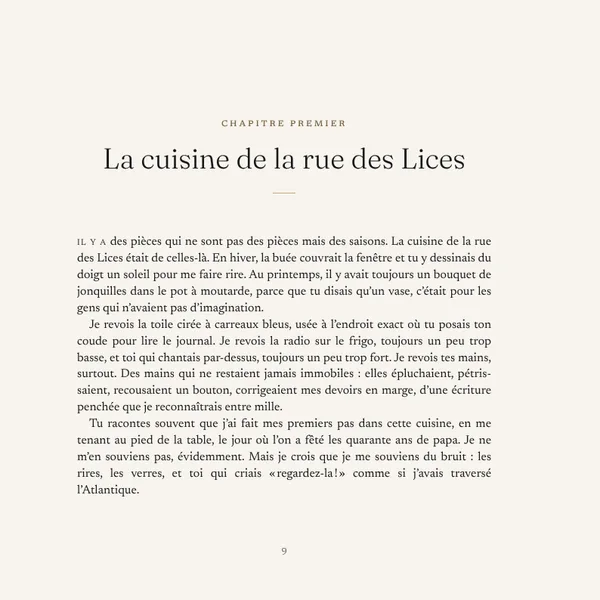 CHAPITRE PREMIER
La cuisine de la rue des Lices
IL Y A des pièces qui ne sont pas des pièces mais des saisons. La cuisine de la rue
des Lices était de celles-là. En hiver, la buée couvrait la fenêtre et tu y dessinais du
doigt un soleil pour me faire rire. Au printemps, il y avait toujours un bouquet de
jonquilles dans le pot à moutarde, parce que tu disais qu’un vase, c’était pour les
gens qui n’avaient pas d’imagination.
Je revois la toile cirée à carreaux bleus, usée à l’endroit exact où tu posais ton
coude pour lire le journal. Je revois la radio sur le frigo, toujours un peu trop
basse, et toi qui chantais par-dessus, toujours un peu trop fort. Je revois tes mains,
surtout. Des mains qui ne restaient jamais immobiles : elles épluchaient, pétris-
saient, recousaient un bouton, corrigeaient mes devoirs en marge, d’une écriture
penchée que je reconnaîtrais entre mille.
Tu racontes souvent que j’ai fait mes premiers pas dans cette cuisine, en me
tenant au pied de la table, le jour où l’on a fêté les quarante ans de papa. Je ne
m’en souviens pas, évidemment. Mais je crois que je me souviens du bruit : les
rires, les verres, et toi qui criais « regardez-la ! » comme si j’avais traversé
l’Atlantique.
9